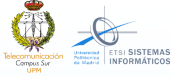 Telecomunicación
Campus Sur
UPM
Universidad
Politécnica
de Madrid
ETSI SISTEMAS
INFORMÁTICOS